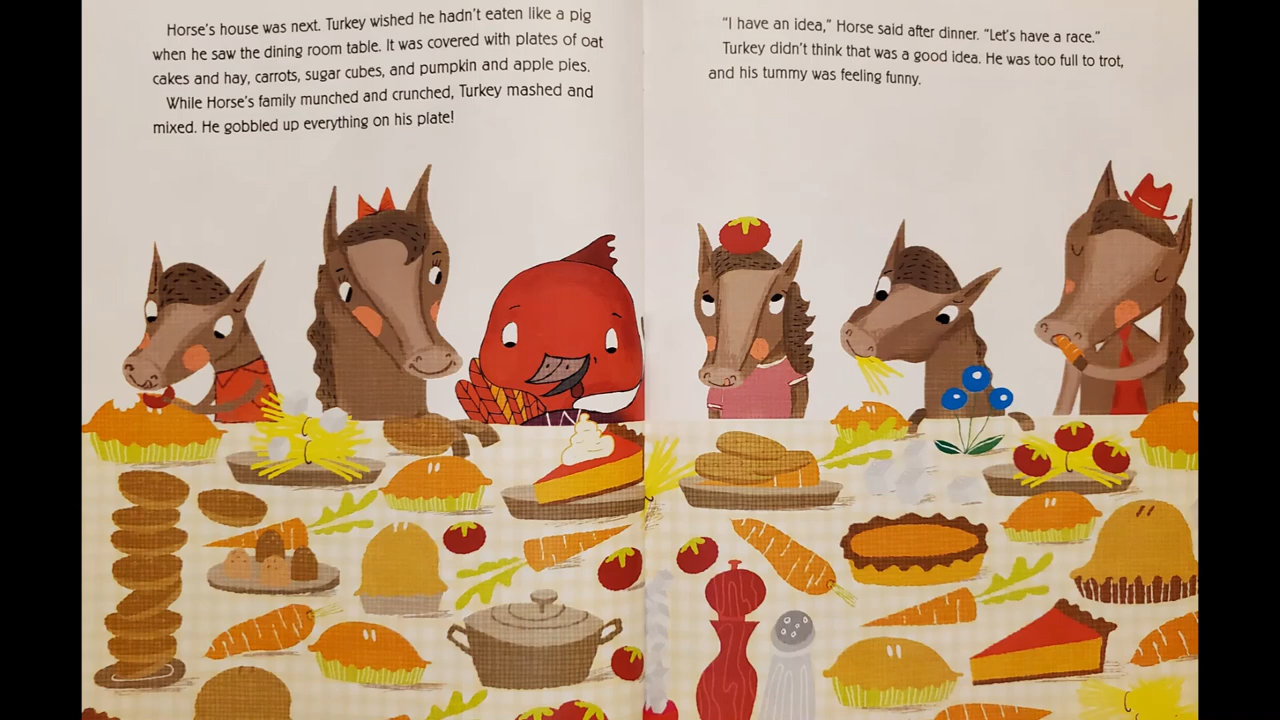 Horse's house was next. Turkey wished he hadn't eaten like a pig
when he saw the dining room table. It was covered with plates of oat
cakes and hay, carrots, sugar cubes, and pumpkin and apple pies.
While Horse's family munched and crunched, Turkey mashed and
mixed. He gobbled up everything on his plate!
"I have an idea," Horse said after dinner. "Let's have a race."
Turkey didn't think that was a good idea. He was too full to trot,
and his tummy was feeling funny.